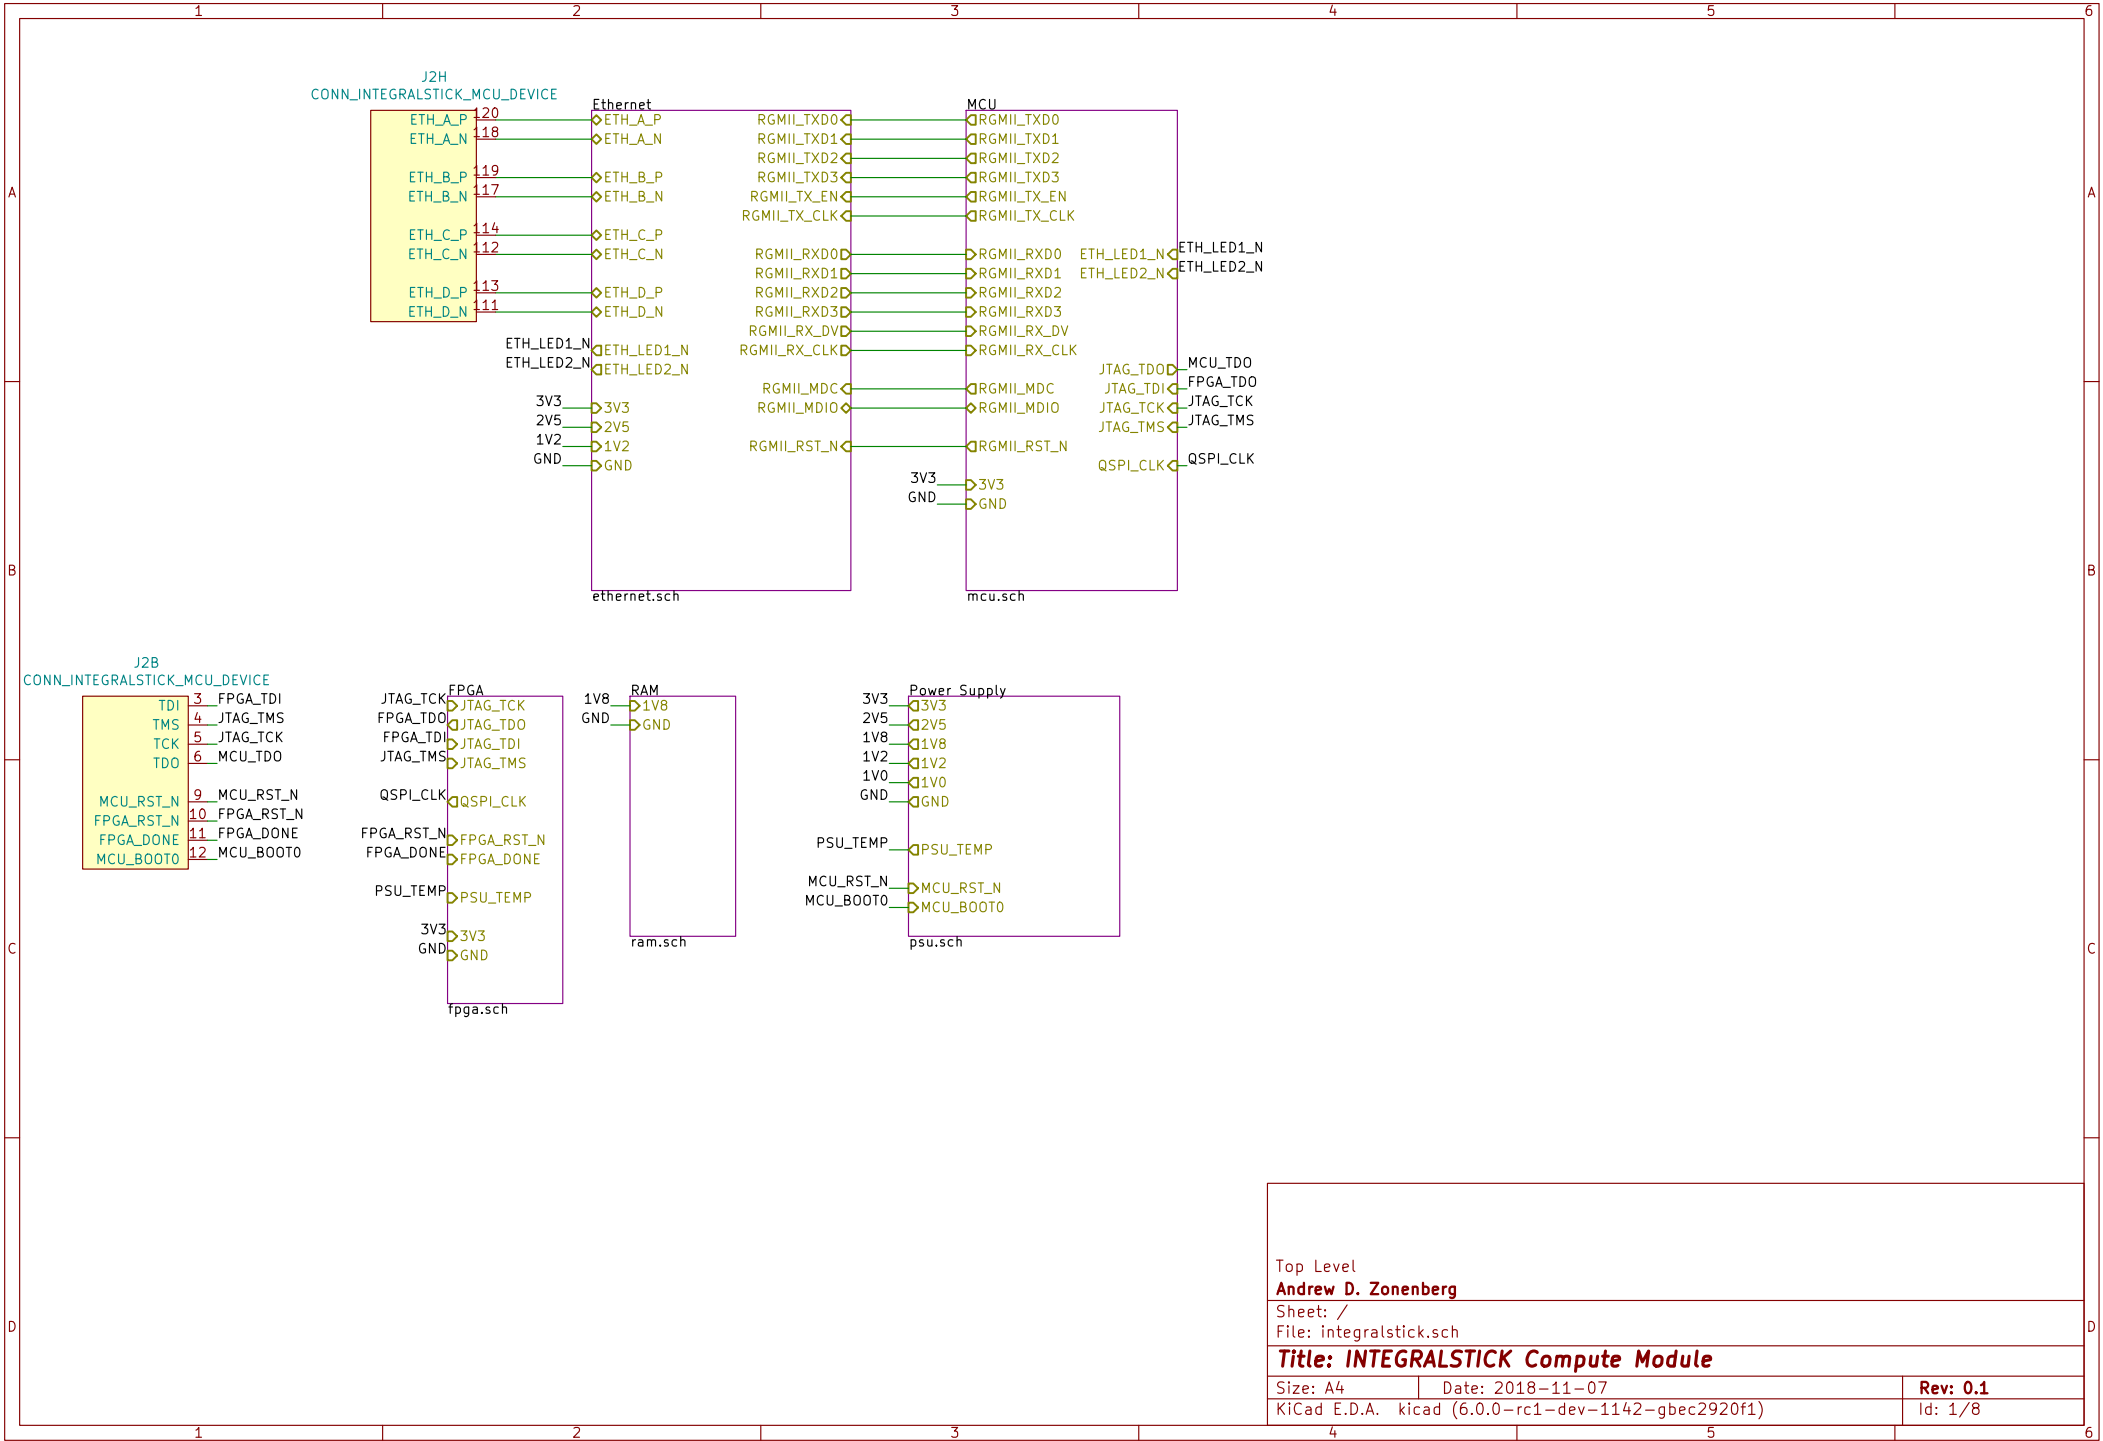 1 2 3 4 5 6
J2H
CONN_INTEGRALSTICK_MCU_DEVICE
ETH_A_P 120
ETH_A_N 118
ETH_B_P 119
ETH_B_N 117
ETH_C_P 114
ETH_C_N 112
ETH_D_P 113
ETH_D_N 111
Ethernet
ETH_A_P RGMII_TXD0
ETH_A_N RGMII_TXD1
RGMII_TXD2
ETH_B_P RGMII_TXD3
ETH_B_N RGMII_TX_EN
RGMII_TX_CLK
ETH_C_P
ETH_C_N RGMII_RXD0
RGMII_RXD1
ETH_D_P RGMII_RXD2
ETH_D_N RGMII_RXD3
RGMII_RX_DV
ETH_LED1_N ETH_LED1_N RGMII_RX_CLK
ETH_LED2_N ETH_LED2_N
RGMII_MDC
3V3 3V3 RGMII_MDIO
2V5 2V5
1V2 1V2 RGMII_RST_N
GND GND
ethernet.sch
MCU
RGMII_TXD0
RGMII_TXD1
RGMII_TXD2
RGMII_TXD3
RGMII_TX_EN
RGMII_TX_CLK
RGMII_RXD0 ETH_LED1_N ETH_LED1_N
RGMII_RXD1 ETH_LED2_N ETH_LED2_N
RGMII_RXD2
RGMII_RXD3
RGMII_RX_DV
RGMII_RX_CLK
JTAG_TDO MCU_TDO
RGMII_MDC JTAG_TDI FPGA_TDO
RGMII_MDIO JTAG_TCK JTAG_TCK
JTAG_TMS JTAG_TMS
RGMII_RST_N
QSPI_CLK QSPI_CLK
3V3 3V3
GND GND
mcu.sch
A A
B B
J2B
CONN_INTEGRALSTICK_MCU_DEVICE
TDI 3 FPGA_TDI
TMS 4 JTAG_TMS
TCK 5 JTAG_TCK
TDO 6 MCU_TDO
MCU_RST_N 9 MCU_RST_N
FPGA_RST_N 10 FPGA_RST_N
FPGA_DONE 11 FPGA_DONE
MCU_BOOT0 12 MCU_BOOT0
FPGA
JTAG_TCK JTAG_TCK
FPGA_TDO JTAG_TDO
FPGA_TDI JTAG_TDI
JTAG_TMS JTAG_TMS
QSPI_CLK QSPI_CLK
FPGA_RST_N FPGA_RST_N
FPGA_DONE FPGA_DONE
PSU_TEMP PSU_TEMP
3V3 3V3
GND GND
fpga.sch
RAM
1V8 1V8
GND GND
ram.sch
Power Supply
3V3 3V3
2V5 2V5
1V8 1V8
1V2 1V2
1V0 1V0
GND GND
PSU_TEMP PSU_TEMP
MCU_RST_N MCU_RST_N
MCU_BOOT0 MCU_BOOT0
psu.sch
C C
D D
Top Level
Andrew D. Zonenberg
Sheet: /
File: integralstick.sch
Title: INTEGRALSTICK Compute Module
Size: A4 Date: 2018-11-07 Rev: 0.1
KiCad E.D.A. kicad (6.0.0-rc1-dev-1142-gbec2920f1) Id: 1/8
1 2 3 4 5 6